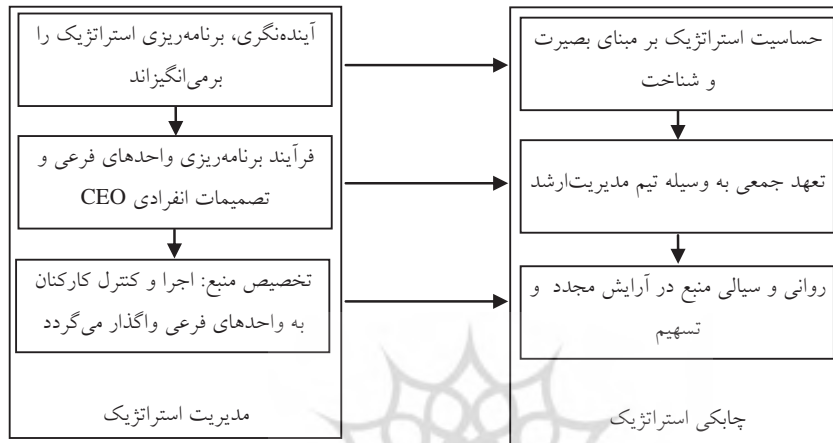 حساسیت استراتژیک بر مبنای بصیرت
و شناخت
تعهد جمعی به وسیله تیم مدیریت‌ارشد
روانی و سیالی منبع در آرایش مجدد و
تسهیم
چابکی استراتژیک
آینده‌نگری، برنامه‌ریزی استراتژیک را
برمی‌انگیزاند
فرآیند برنامه‌ریزی واحدهای فرعی و
تصمیمات انفرادی CEO
تخصیص منبع: اجرا و کنترل کارکنان
به واحدهای فرعی واگذار می‌گردد
مدیریت استراتژیک